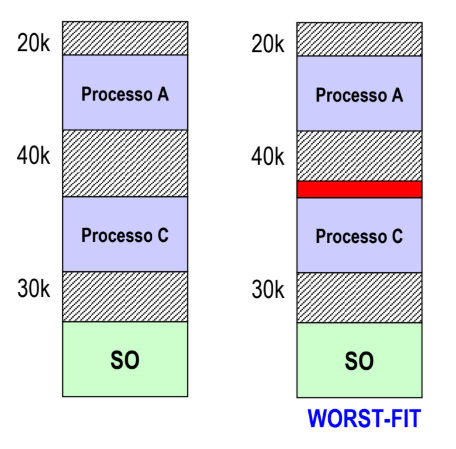 20k
Processo A
40k
Processo C
30k
SO
20k
Processo A
40k
Processo C
30k
SO
WORST-FIT